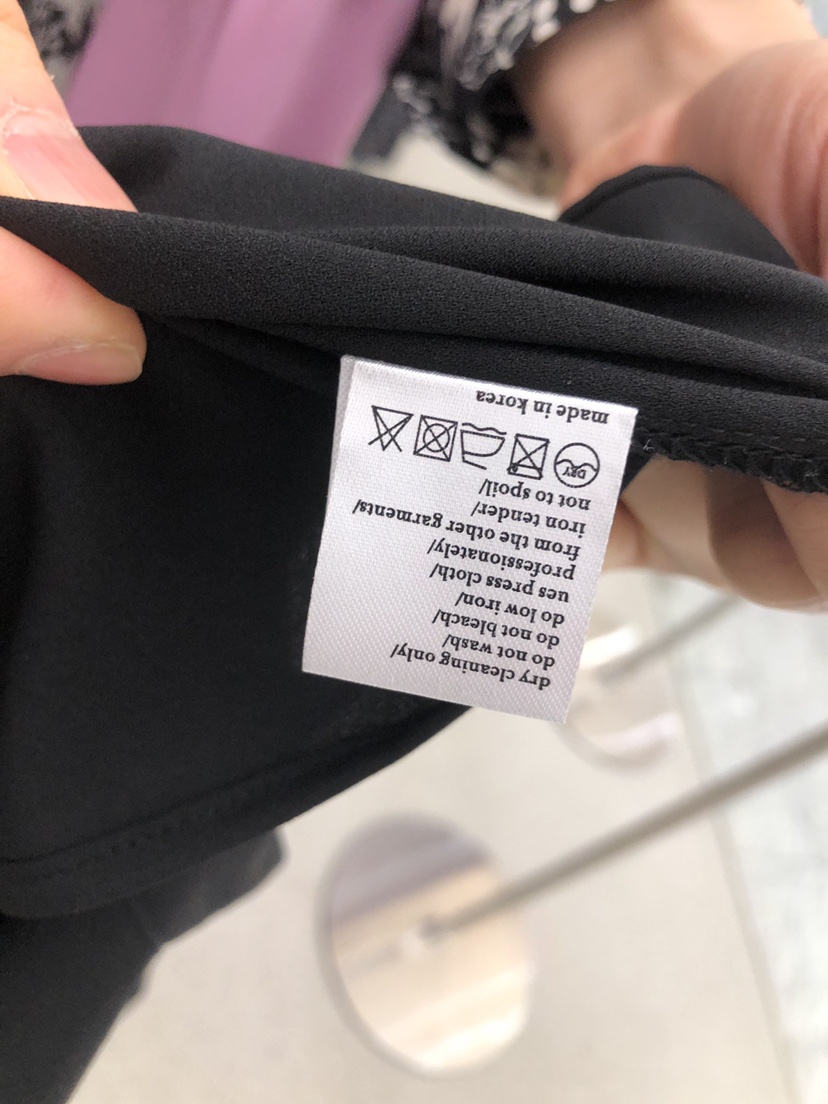 dry cleaning only/
do not wash/
do not bleach/
do low iron/
ues press cloth/
professionately/
from the other garments/
iron tender/
not to spoil/
DRY
made in korea